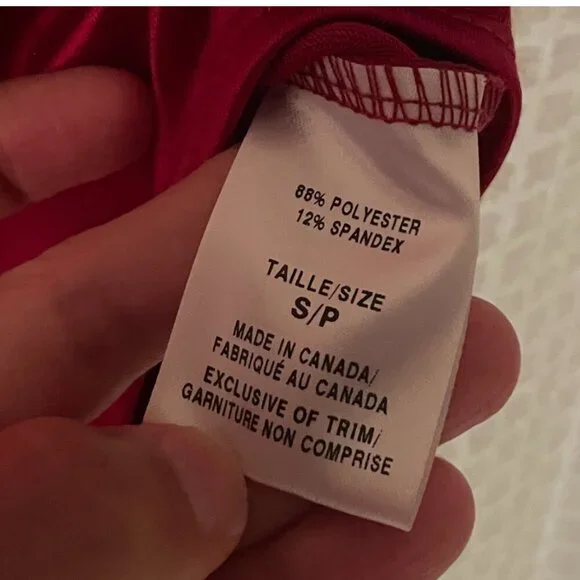 88% POLYESTER
12% SPANDEX
TAILLE/SIZE
S/P
MADE IN CANADA/
FABRIQUÉ AU CANADA
EXCLUSIVE OF TRIM/
GARNITURE NON COMPRISE